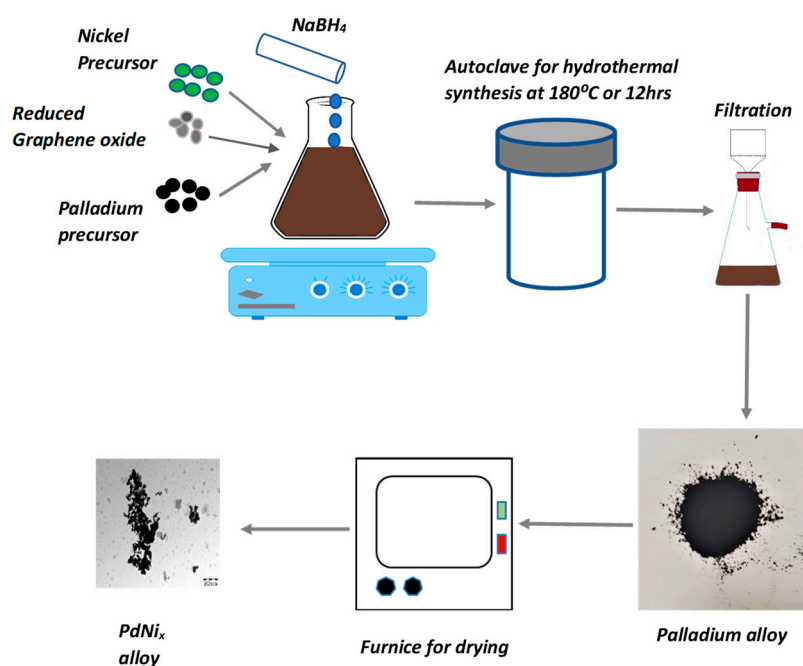 NaBH₄
Nickel
Precursor
Reduced
Graphene oxide
Palladium
precursor
Autoclave for hydrothermal
synthesis at 180⁰C or 12hrs
Filtration
PdNiₓ
alloy
Furnice for drying
Palladium alloy